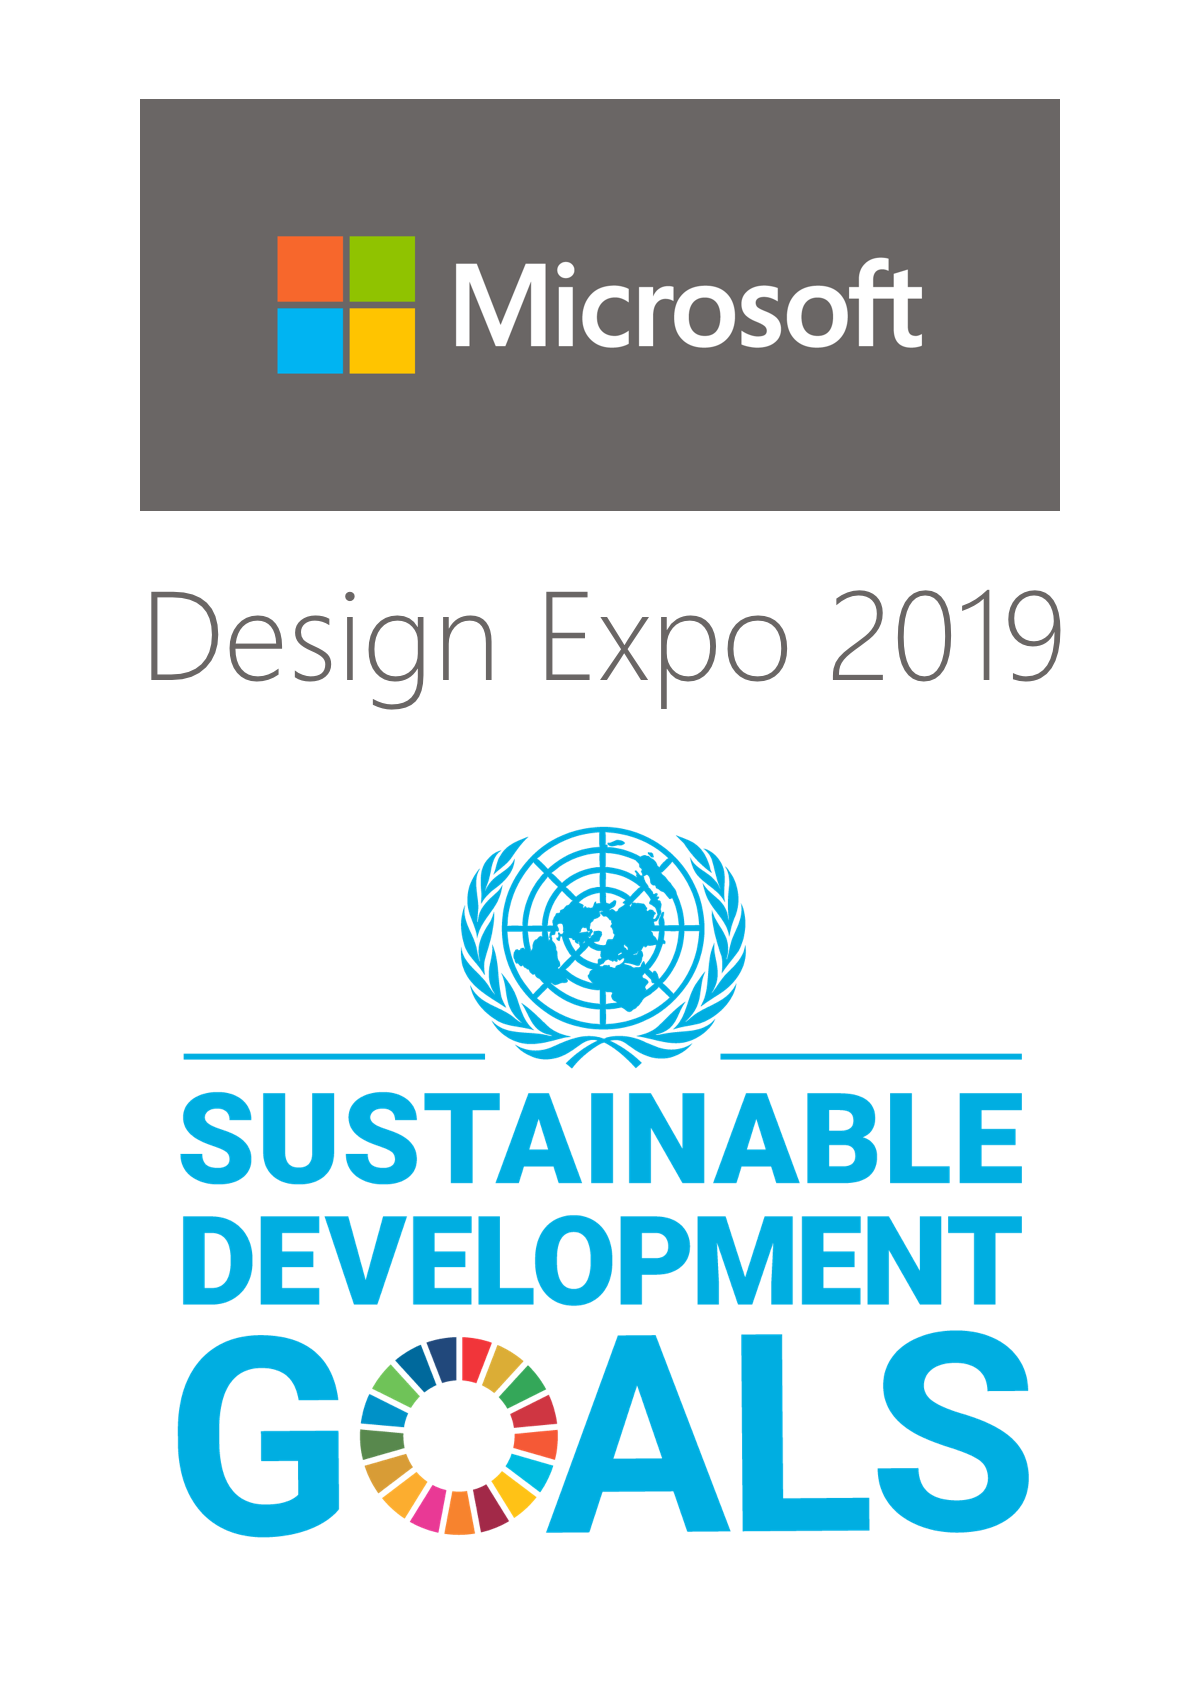 Microsoft
Design Expo 2019
SUSTAINABLE
DEVELOPMENT
GOALS